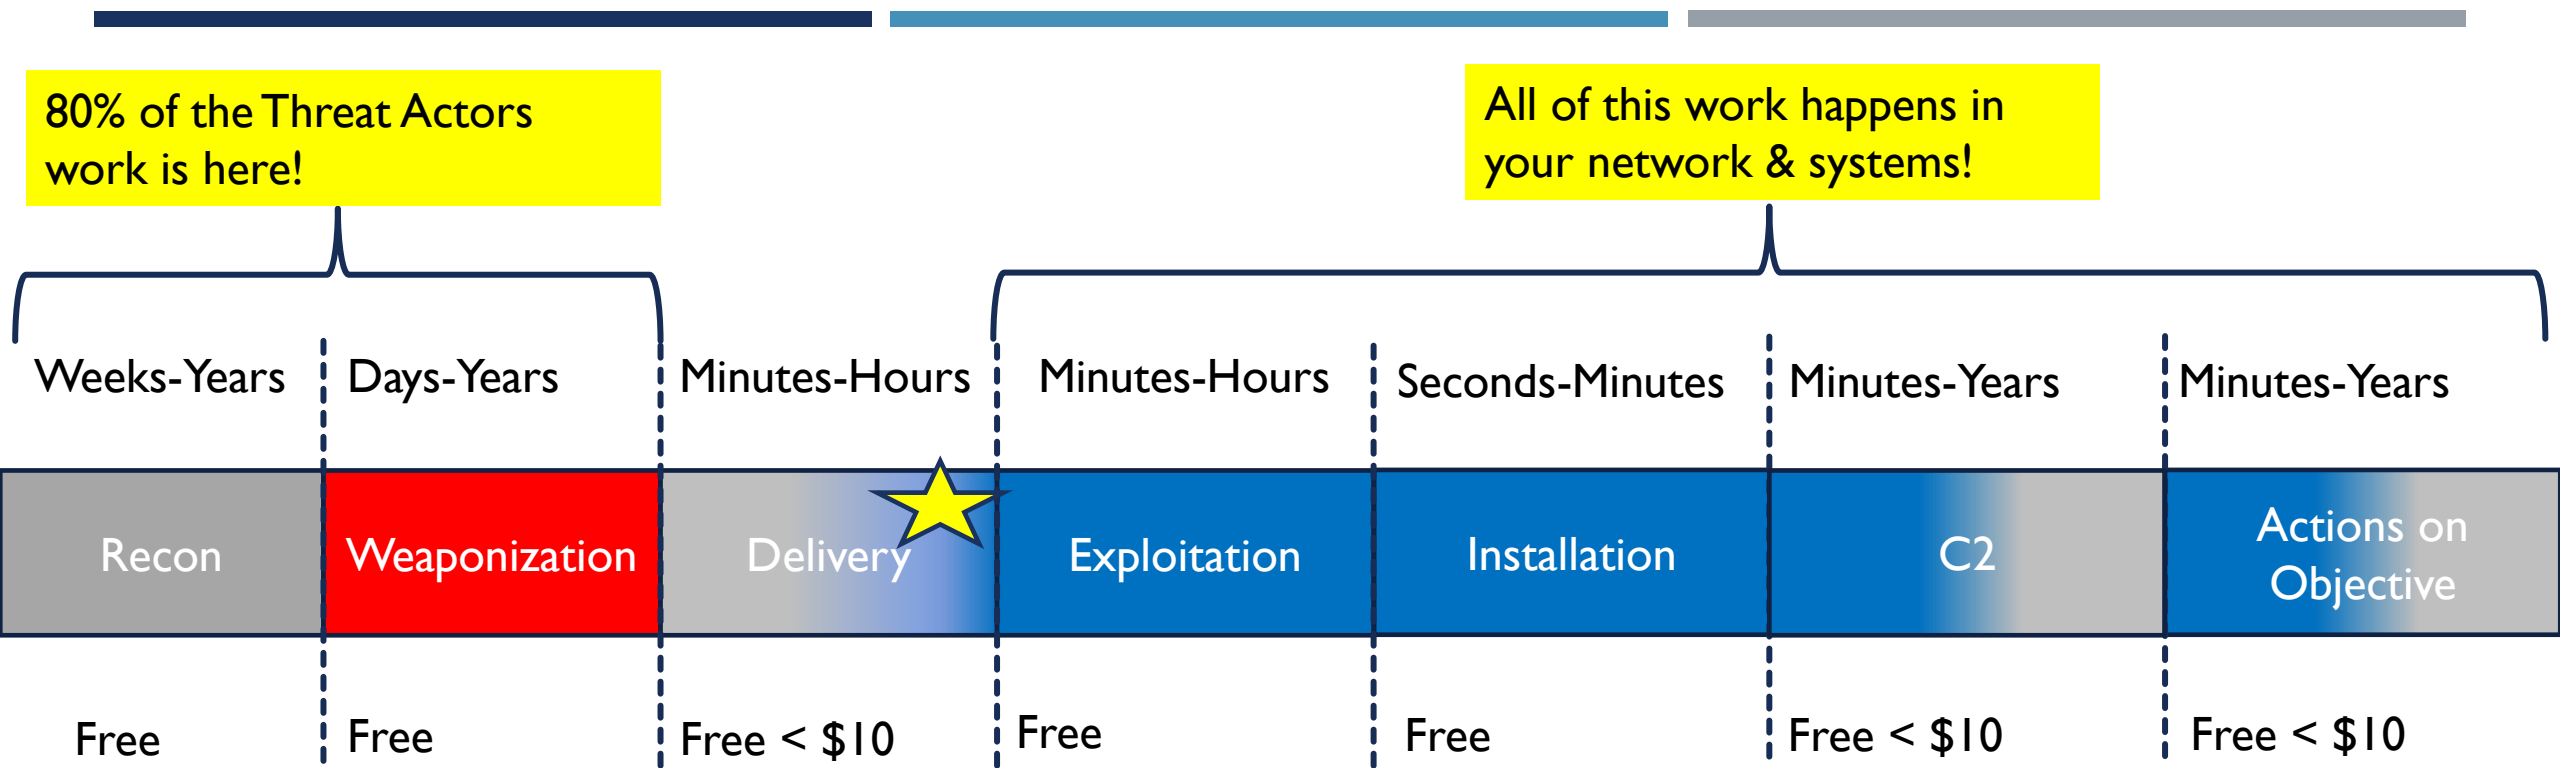 80% of the Threat Actors
work is here!
All of this work happens in
your network & systems!
Weeks-Years
Days-Years
Minutes-Hours
Minutes-Hours
Seconds-Minutes
Minutes-Years
Minutes-Years
Recon
Weaponization
Delivery
Exploitation
Installation
C2
Actions on
Objective
Free
Free
Free < $10
Free
Free
Free < $10
Free < $10